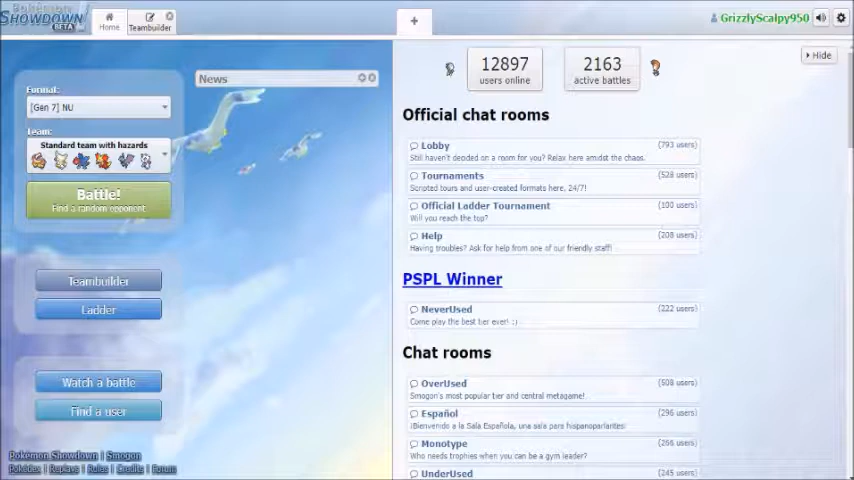 Pokémon
SHOWDOWN!
BETA
Home
Teambuilder
+
GrizzlyScalpy950
Format:
[Gen 7] NU
Team:
Standard team with hazards
Battle!
Find a random opponent
Teambuilder
Ladder
Watch a battle
Find a user
Pokémon Showdown | Smogon
Pokédex | Replays | Rules | Credits | Forum
News
12897
users online
2163
active battles
Hide
Official chat rooms
Lobby (793 users)
Still haven't decided on a room for you? Relax here amidst the chaos.
Tournaments (528 users)
Scripted tours and user-created formats here, 24/7!
Official Ladder Tournament (100 users)
Will you reach the top?
Help (208 users)
Having troubles? Ask for help from one of our friendly staff!
PSPL Winner
NeverUsed (222 users)
Come play the best tier ever! :)
Chat rooms
OverUsed (508 users)
Smogon's most popular tier and central metagame!
Español (296 users)
¡Bienvenido a la Sala Española, una sala para hispanoparlantes!
Monotype (266 users)
Who needs trophies when you can be a gym leader?
UnderUsed (245 users)